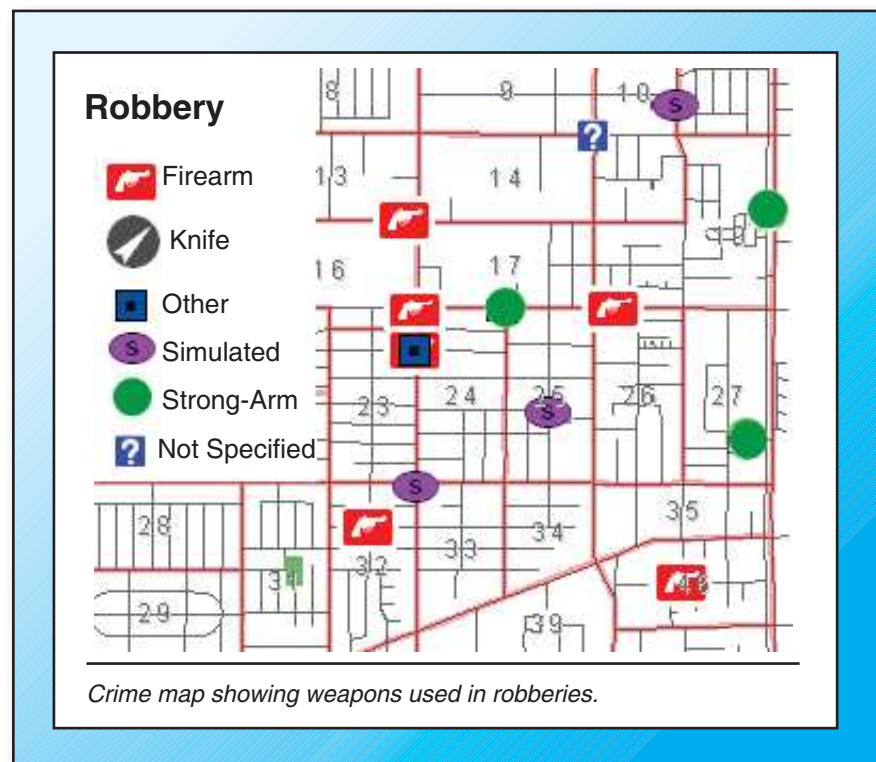 Robbery
Firearm
Knife
Other
S Simulated
Strong-Arm
? Not Specified
8 9 10 S
?
13 14
16 17
23 24 25 26 27
S
S
28 34 35
33
32
29 39
Crime map showing weapons used in robberies.